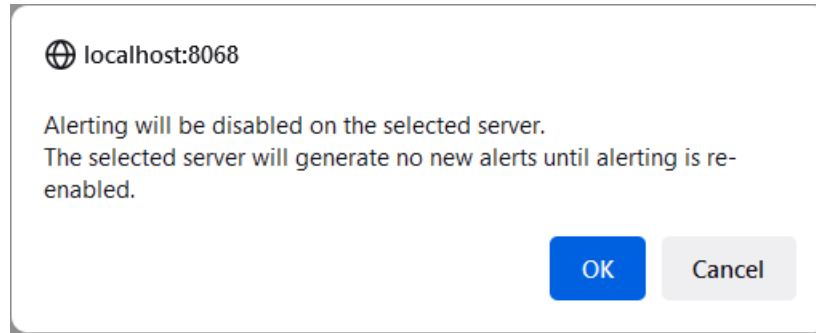 localhost:8068
Alerting will be disabled on the selected server.
The selected server will generate no new alerts until alerting is re-
enabled.
OK
Cancel